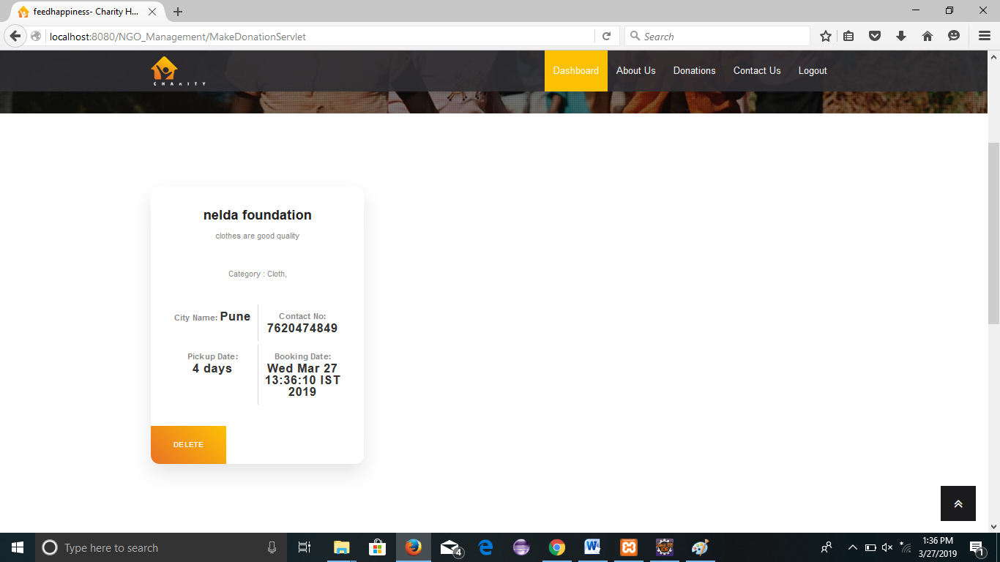 feedhappiness- Charity H...
localhost:8080/NGO_Management/MakeDonationServlet
Search
CHARITY
Dashboard
About Us
Donations
Contact Us
Logout
nelda foundation
clothes are good quality
Category : Cloth,
City Name: Pune
Contact No:
7620474849
Pickup Date:
4 days
Booking Date:
Wed Mar 27
13:36:10 IST
2019
DELETE
Type here to search
4
1:36 PM
3/27/2019
1